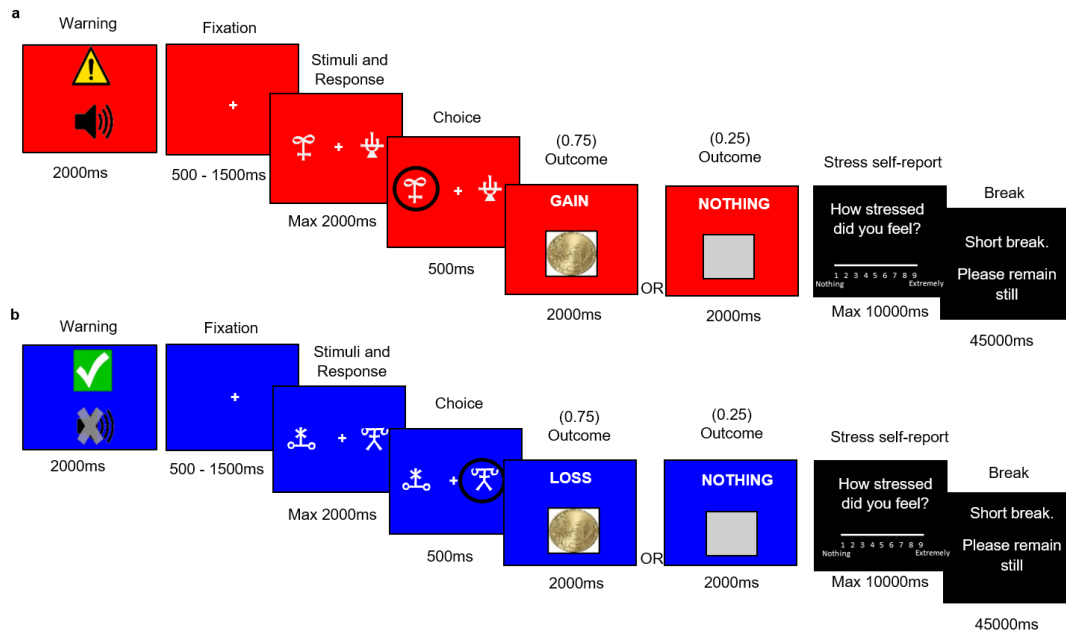 a
Warning
2000ms
Fixation
500 - 1500ms
Stimuli and
Response
Max 2000ms
Choice
500ms
(0.75)
Outcome
GAIN
2000ms
OR
(0.25)
Outcome
NOTHING
2000ms
Stress self-report
How stressed
did you feel?
1 2 3 4 5 6 7 8 9
Nothing Extremely
Max 10000ms
Break
Short break.
Please remain
still
45000ms
b
Warning
2000ms
Fixation
500 - 1500ms
Stimuli and
Response
Max 2000ms
Choice
500ms
(0.75)
Outcome
LOSS
2000ms
OR
(0.25)
Outcome
NOTHING
2000ms
Stress self-report
How stressed
did you feel?
1 2 3 4 5 6 7 8 9
Nothing Extremely
Max 10000ms
Break
Short break.
Please remain
still
45000ms